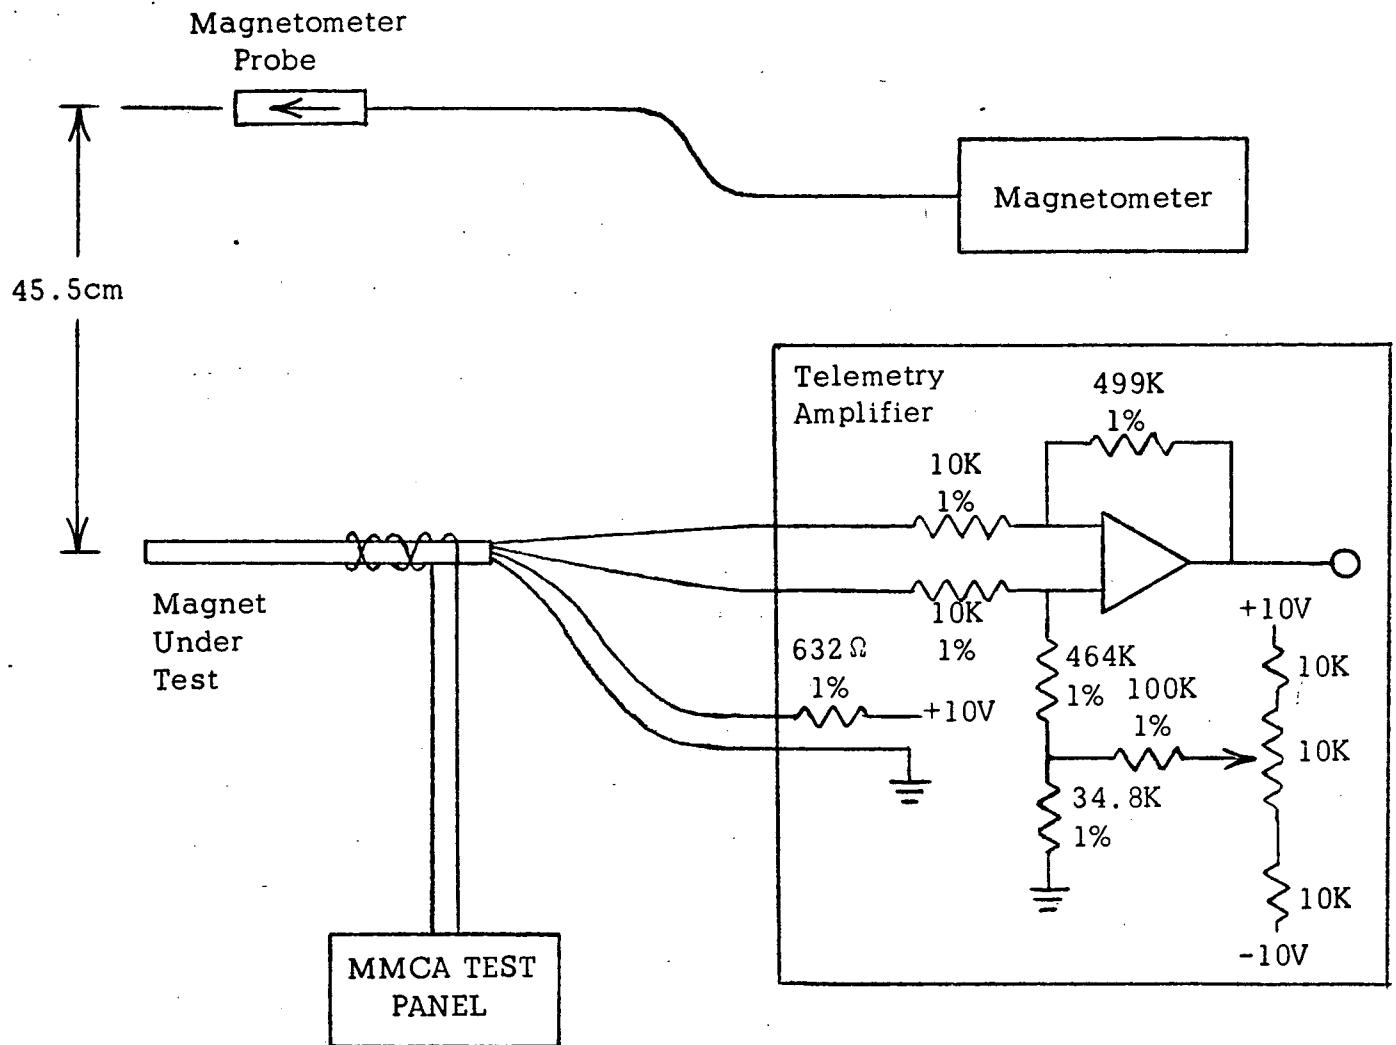 Magnetometer
Probe
Magnetometer
45.5cm
Telemetry
Amplifier
499K
1%
10K
1%
10K
1%
Magnet
Under
Test
632Ω
1%
+10V
464K
1%
100K
1%
34.8K
1%
+10V
10K
10K
10K
-10V
MMCA TEST
PANEL